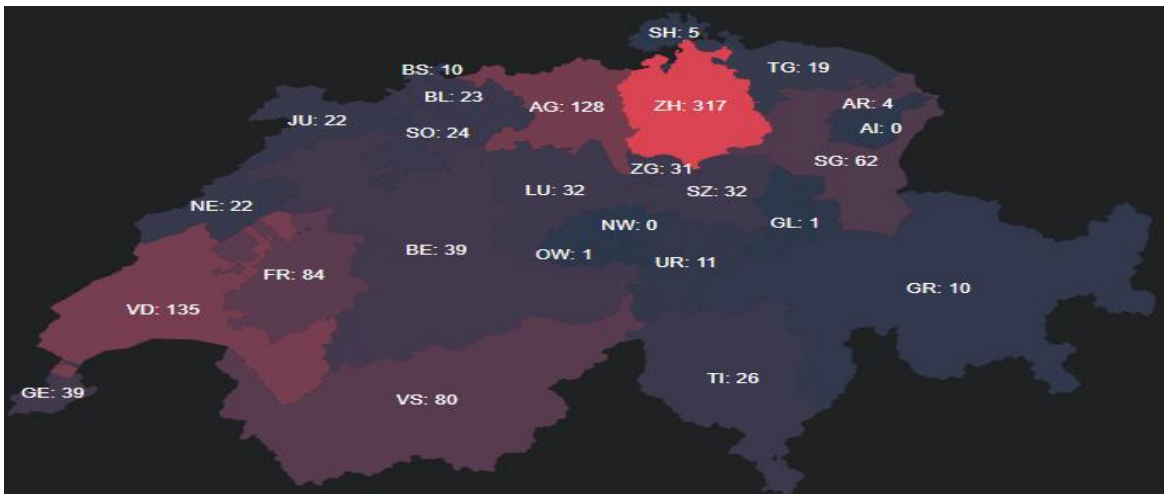 SH: 5
BS: 10
TG: 19
BL: 23
AG: 128
ZH: 317
AR: 4
JU: 22
SO: 24
AI: 0
ZG: 31
SG: 62
LU: 32
SZ: 32
NE: 22
NW: 0
GL: 1
BE: 39
OW: 1
UR: 11
FR: 84
GR: 10
VD: 135
TI: 26
GE: 39
VS: 80